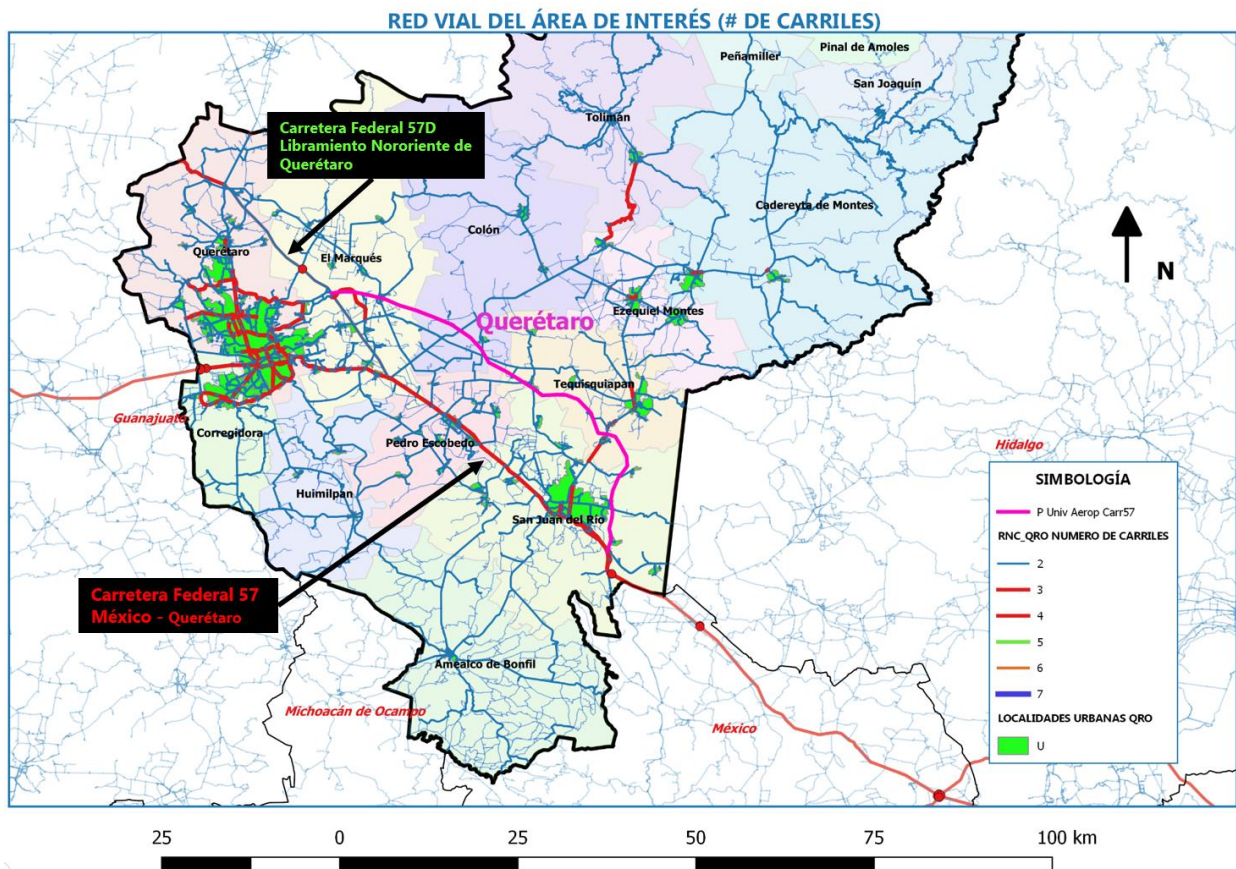 RED VIAL DEL ÁREA DE INTERÉS (# DE CARRILES)
Pinal de Amoles
Peñamiller
San Joaquín
Carretera Federal 57D
Libramiento Nororiente de
Querétaro
Tolimán
Cadereyta de Montes
Colón
Querétaro
El Marqués
N
Ezequiel Montes
Querétaro
Tequisquiapan
Guanajuato
Corregidora
Pedro Escobedo
Hidalgo
Huimilpan
San Juan del Río
Carretera Federal 57
México - Querétaro
Amealco de Bonfil
Michoacán de Ocampo
México
SIMBOLOGÍA
P Univ Aerop Carr57
RNC_QRO NUMERO DE CARRILES
2
3
4
5
6
7
LOCALIDADES URBANAS QRO
U
25 0 25 50 75 100 km